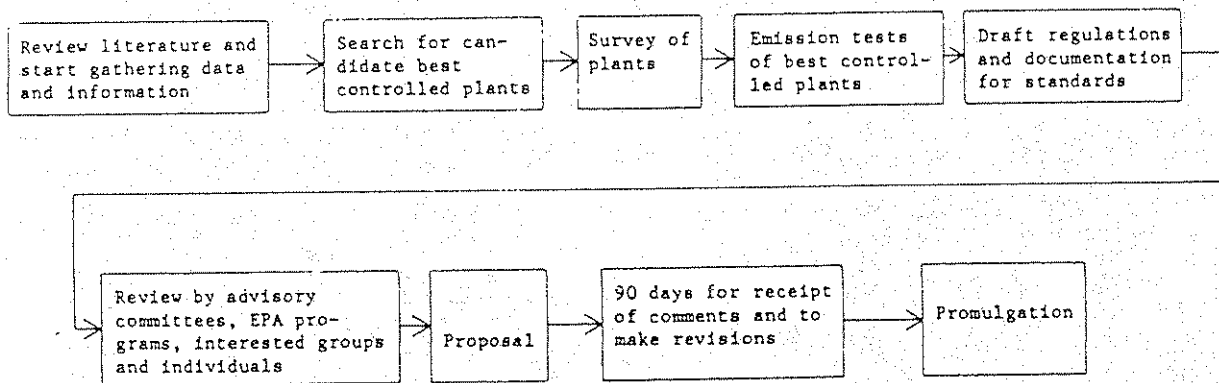 Review literature and
start gathering data
and information
Search for can-
didate best
controlled plants
Survey of
plants
Emission tests
of best control-
led plants
Draft regulations
and documentation
for standards
Review by advisory
committees, EPA pro-
grams, interested groups
and individuals
Proposal
90 days for receipt
of comments and to
make revisions
Promulgation